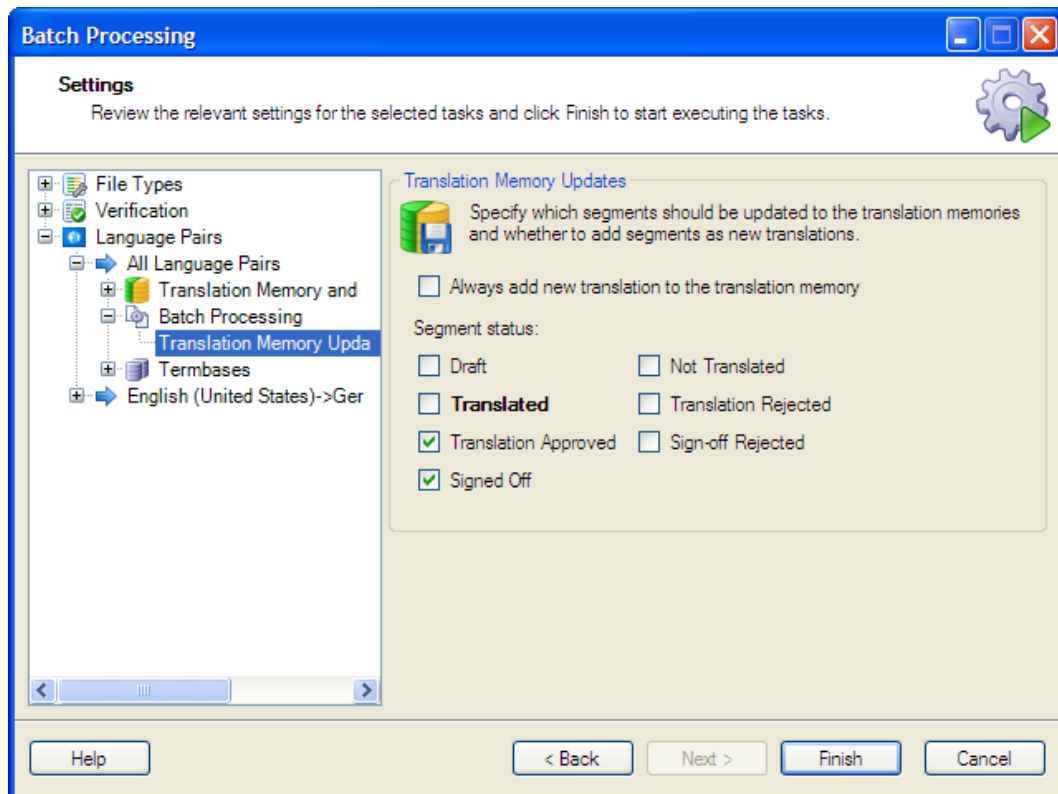 Batch Processing
Settings
Review the relevant settings for the selected tasks and click Finish to start executing the tasks.
File Types
Verification
Language Pairs
All Language Pairs
Translation Memory and
Batch Processing
Translation Memory Upda
Termbases
English (United States)->Ger
Translation Memory Updates
Specify which segments should be updated to the translation memories
and whether to add segments as new translations.
Always add new translation to the translation memory
Segment status:
Draft
Not Translated
Translated
Translation Rejected
Translation Approved
Sign-off Rejected
Signed Off
Help
< Back
Next >
Finish
Cancel